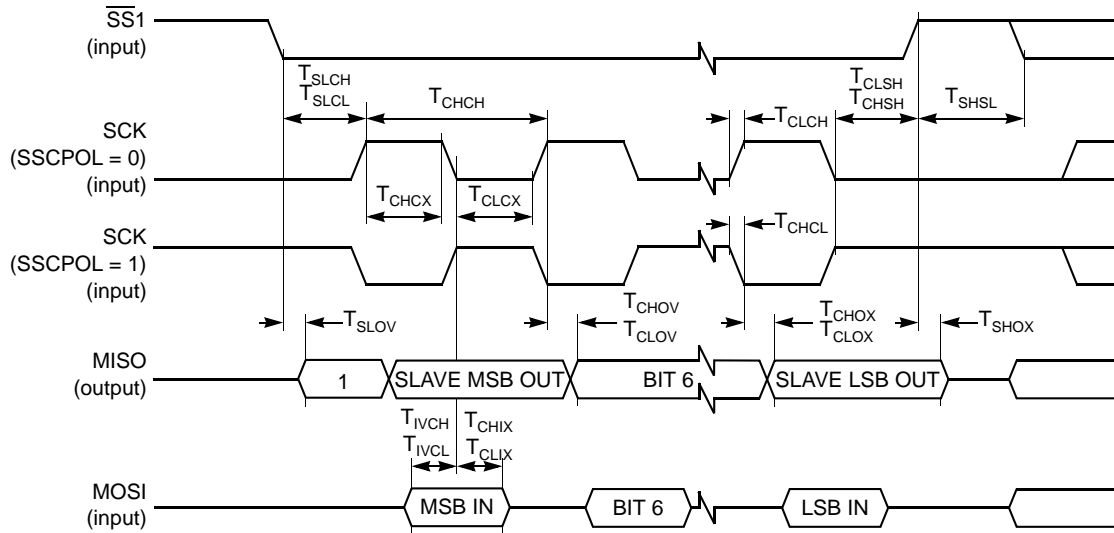 SS1
(input)
TSLCH
TSLCL
TCHCH
TCLSH
TCHSH
TSHSL
TCLCH
SCK
(SSCPOL = 0)
(input)
TCHCX
TCLCX
TCHCL
SCK
(SSCPOL = 1)
(input)
TSLOV
TCHOV
TCLOV
TCHOX
TCLOX
TSHOX
MISO
(output)
1
SLAVE MSB OUT
BIT 6
SLAVE LSB OUT
TIVCH
TIVCL
TCHIX
TCLIX
MOSI
(input)
MSB IN
BIT 6
LSB IN